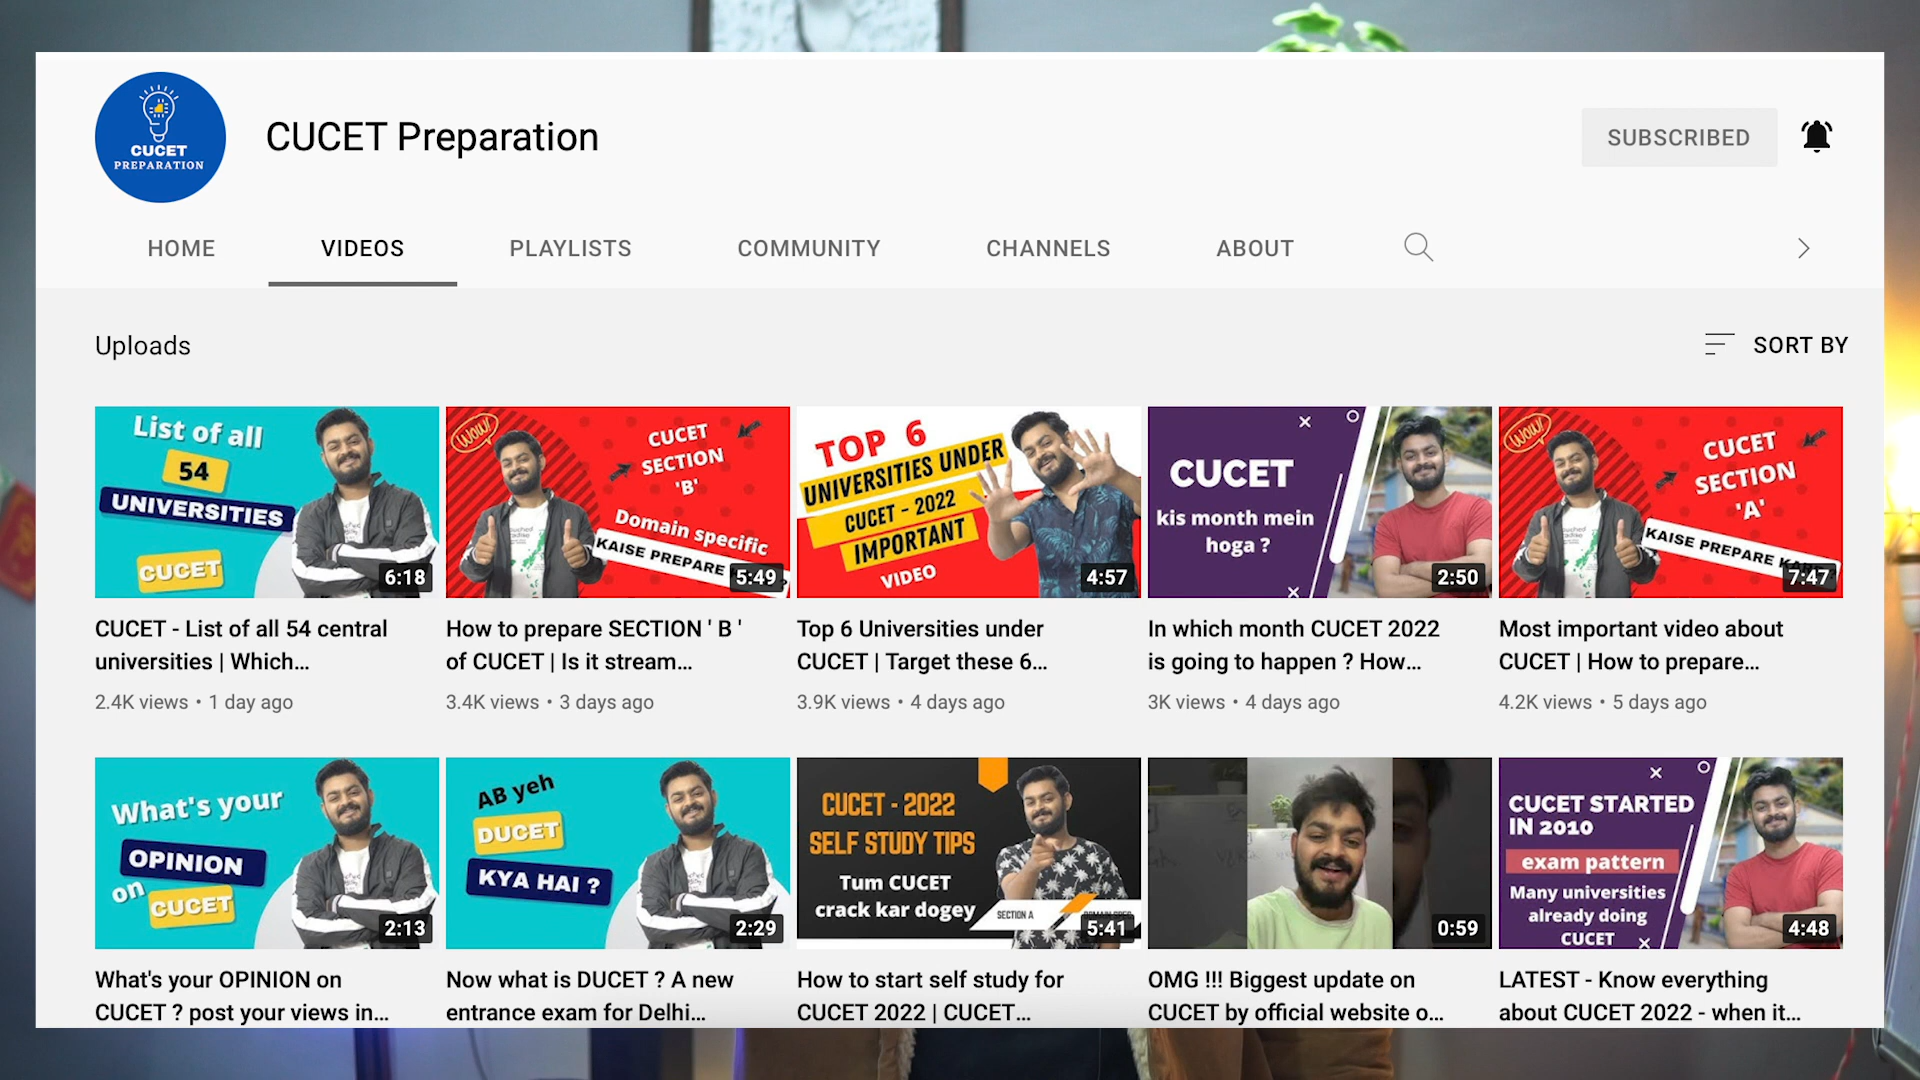 CUCET
PREPARATION
CUCET Preparation
SUBSCRIBED
HOME
VIDEOS
PLAYLISTS
COMMUNITY
CHANNELS
ABOUT
Uploads
SORT BY
List of all
54
UNIVERSITIES
CUCET
6:18
WOW!
CUCET
SECTION
'B'
Domain specific
KAISE PREPARE
5:49
TOP 6
UNIVERSITIES UNDER
CUCET - 2022
IMPORTANT
VIDEO
4:57
CUCET
kis month mein
hoga ?
2:50
WOW!
CUCET
SECTION
'A'
KAISE PREPARE
7:47
CUCET - List of all 54 central
universities | Which...
2.4K views • 1 day ago
How to prepare SECTION ' B '
of CUCET | Is it stream...
3.4K views • 3 days ago
Top 6 Universities under
CUCET | Target these 6...
3.9K views • 4 days ago
In which month CUCET 2022
is going to happen ? How...
3K views • 4 days ago
Most important video about
CUCET | How to prepare...
4.2K views • 5 days ago
What's your
OPINION
on
CUCET
2:13
AB yeh
DUCET
KYA HAI ?
2:29
CUCET - 2022
SELF STUDY TIPS
Tum CUCET
crack kar dogey
SECTION A
5:41
0:59
CUCET STARTED
IN 2010
exam pattern
Many universities
already doing
CUCET
4:48
What's your OPINION on
CUCET ? post your views in...
Now what is DUCET ? A new
entrance exam for Delhi...
How to start self study for
CUCET 2022 | CUCET...
OMG !!! Biggest update on
CUCET by official website o...
LATEST - Know everything
about CUCET 2022 - when it...